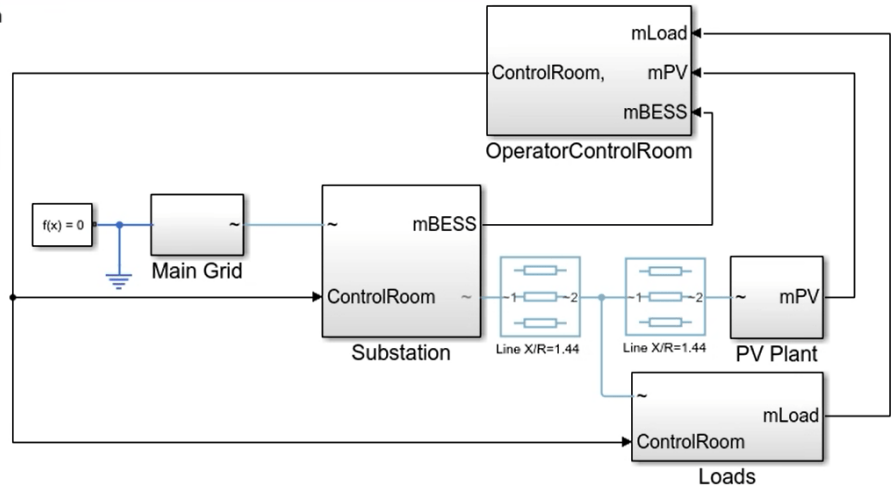 mLoad
ControlRoom, mPV
mBESS
OperatorControlRoom
f(x) = 0
~
Main Grid
~ mBESS
ControlRoom ~
Substation
~1 ~2
Line X/R=1.44
~1 ~2
Line X/R=1.44
~ mPV
PV Plant
~
mLoad
ControlRoom
Loads